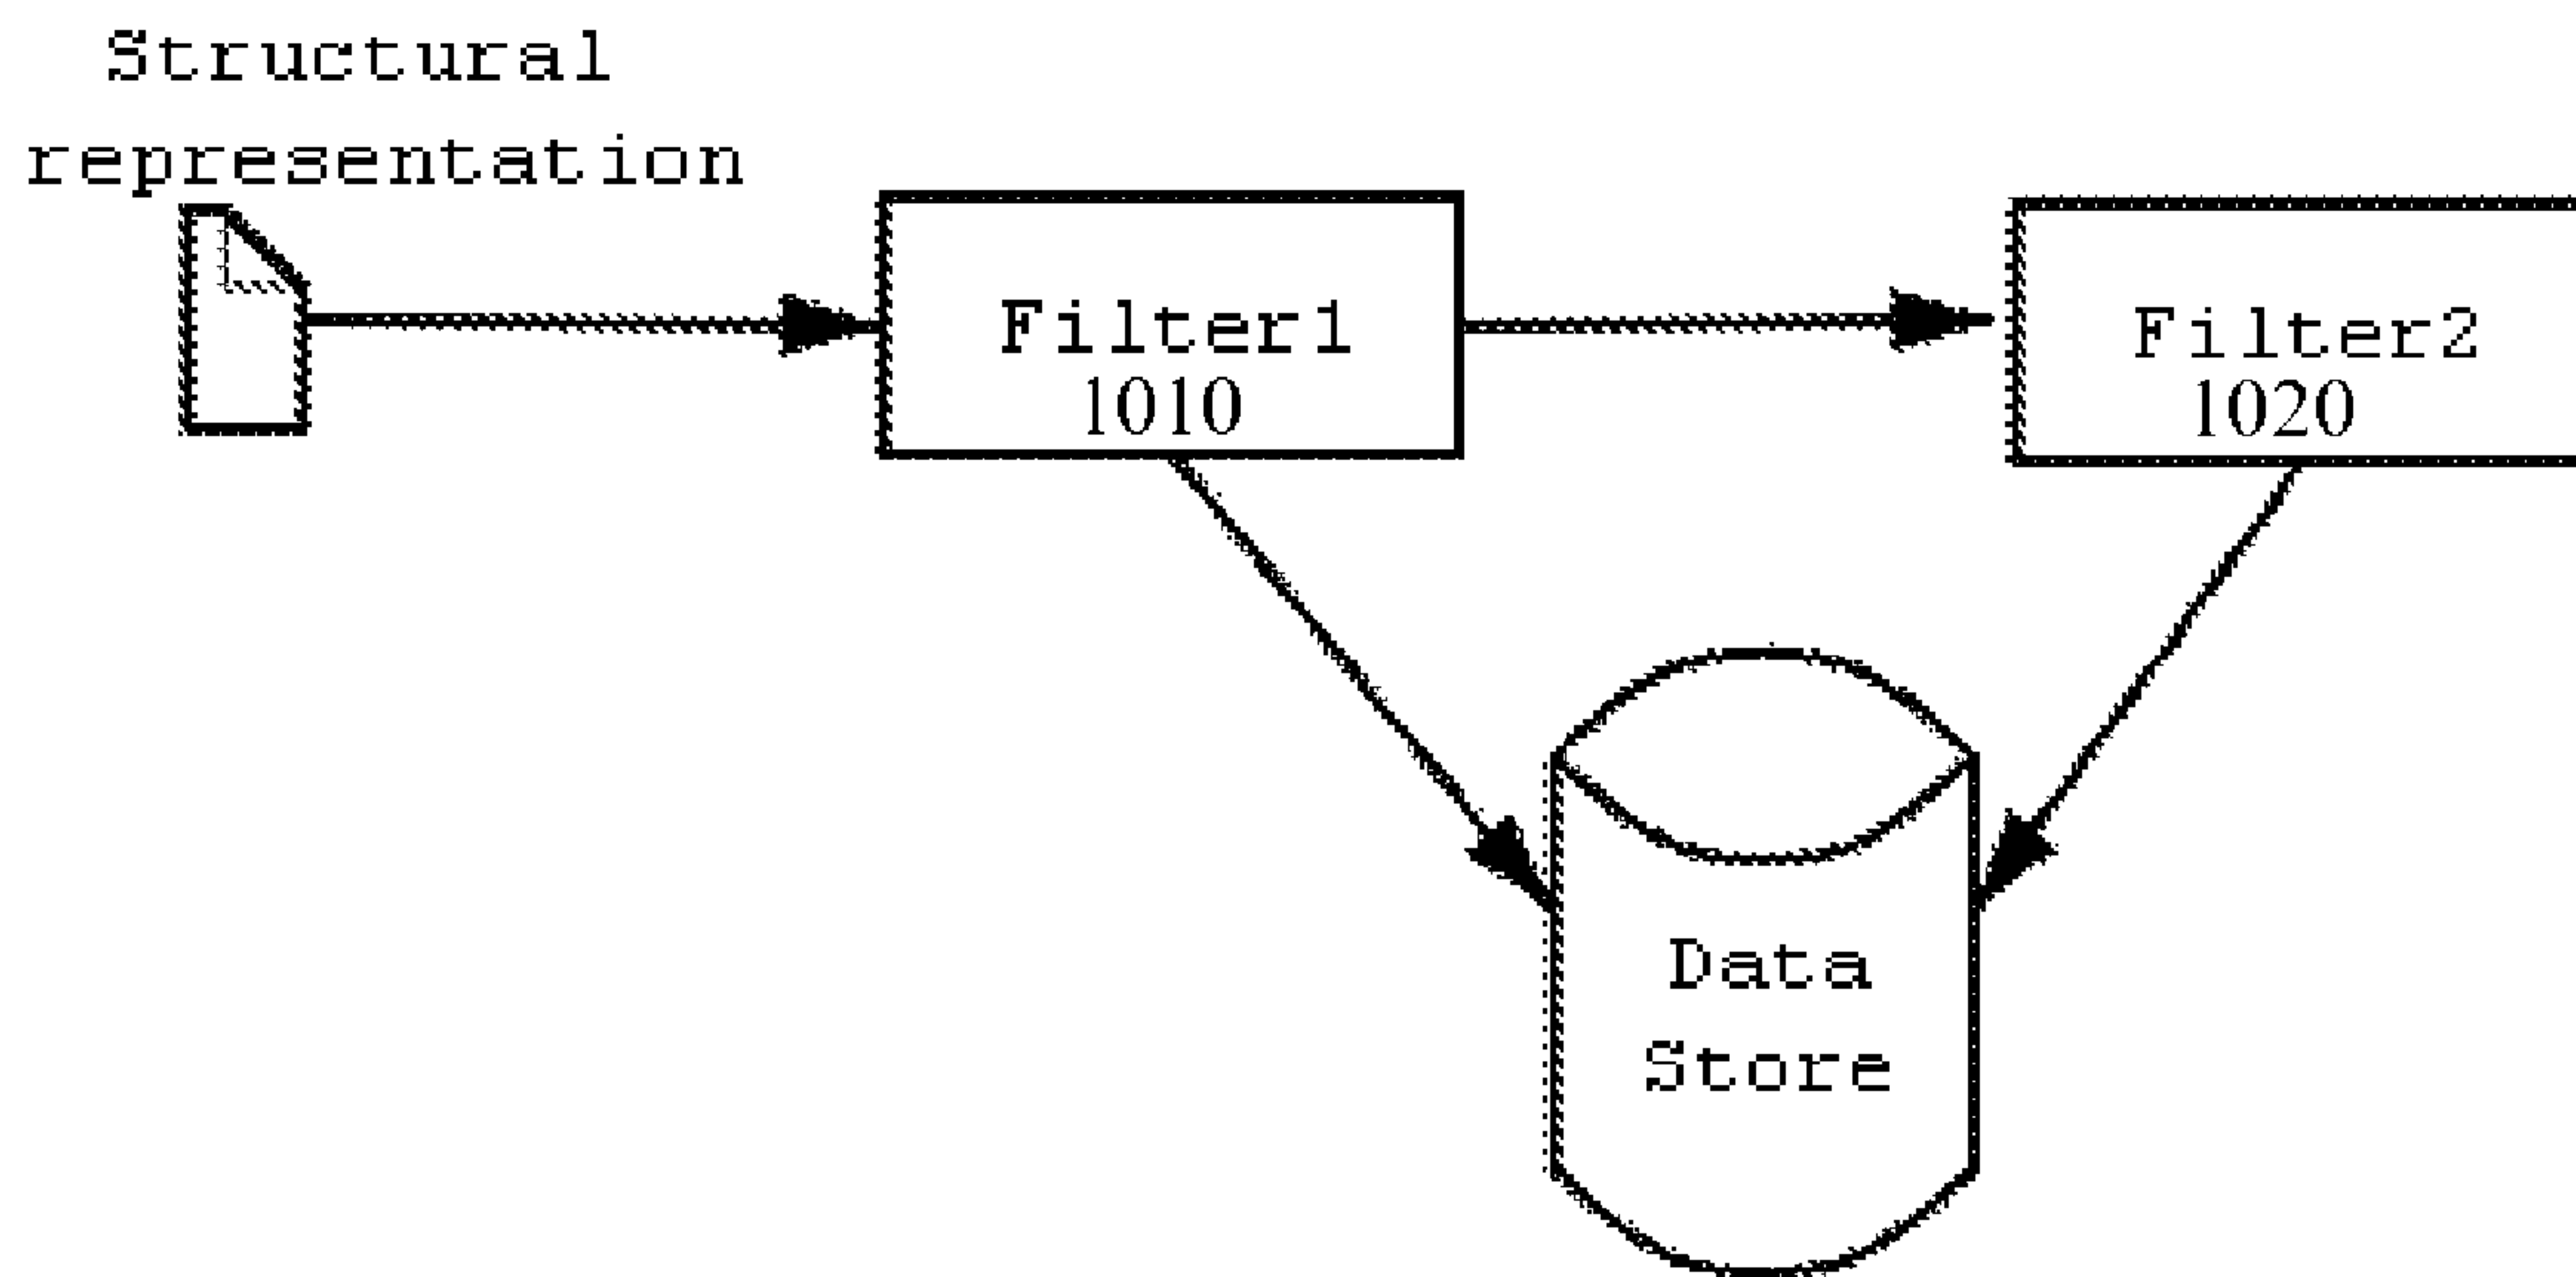 Structural
representation
Filter1
1010
Filter2
1020
Data
Store